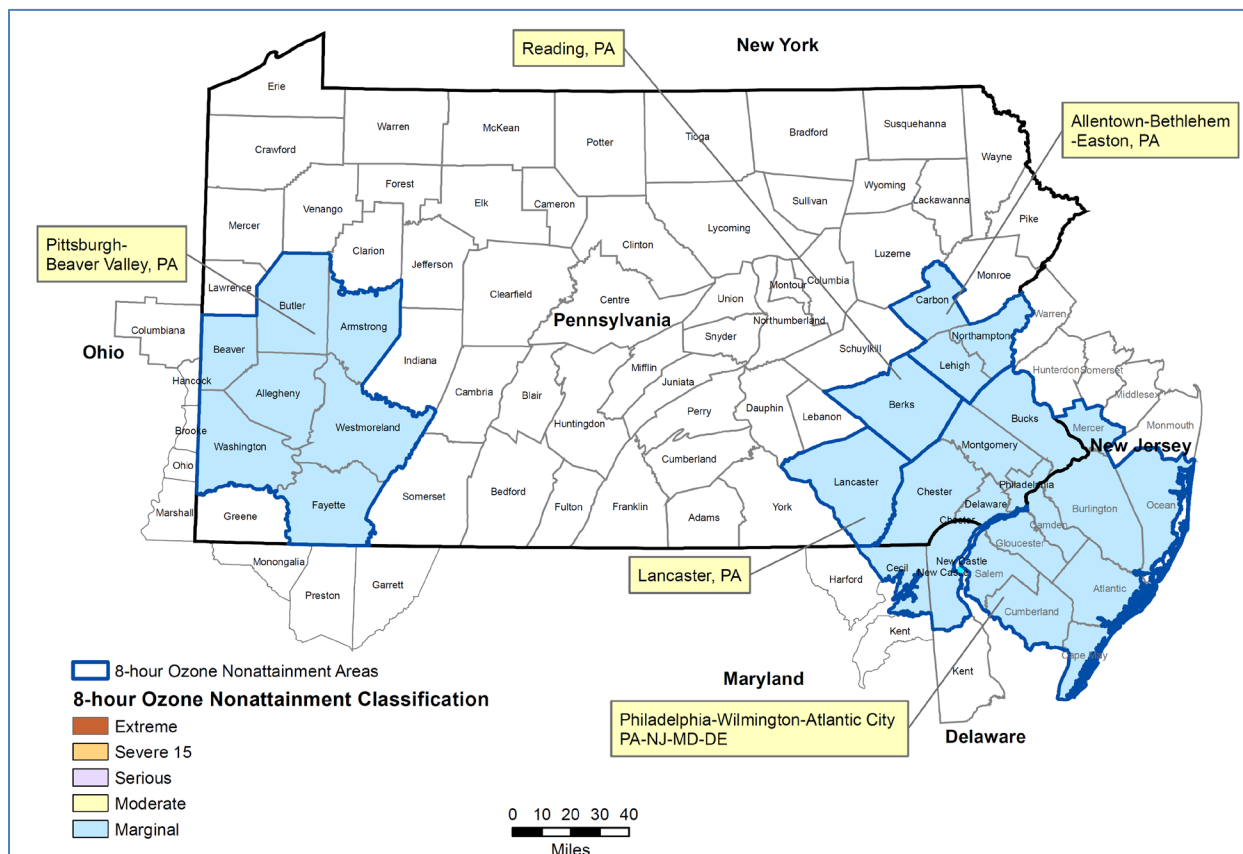 New York
Reading, PA
Allentown-Bethlehem
-Easton, PA
Pittsburgh-
Beaver Valley, PA
Erie
Crawford
Warren
McKean
Potter
Tioga
Bradford
Susquehanna
Wayne
Forest
Elk
Cameron
Wyoming
Lackawanna
Sullivan
Pike
Mercer
Venango
Clarion
Jefferson
Clinton
Lycoming
Luzerne
Monroe
Lawrence
Butler
Armstrong
Clearfield
Centre
Union
Montour
Columbia
Carbon
Warren
Columbiana
Ohio
Pennsylvania
Northumberland
Northampton
Beaver
Indiana
Snyder
Schuylkill
Lehigh
Hunterdon
Somerset
Hancock
Allegheny
Cambria
Blair
Mifflin
Juniata
Middlesex
Brooke
Westmoreland
Huntingdon
Perry
Dauphin
Lebanon
Berks
Bucks
Mercer
Monmouth
New Jersey
Washington
Cumberland
Montgomery
Ohio
Lancaster
Chester
Philadelphia
Delaware
Burlington
Ocean
Marshall
Greene
Fayette
Somerset
Bedford
Fulton
Franklin
Adams
York
Chester
Camden
Gloucester
Monongalia
Preston
Garrett
Lancaster, PA
Harford
Cecil
New Castle
New Castle
Salem
Atlantic
Cumberland
Kent
Cape May
Kent
Maryland
Philadelphia-Wilmington-Atlantic City
PA-NJ-MD-DE
Delaware
8-hour Ozone Nonattainment Areas
8-hour Ozone Nonattainment Classification
Extreme
Severe 15
Serious
Moderate
Marginal
0 10 20 30 40
Miles